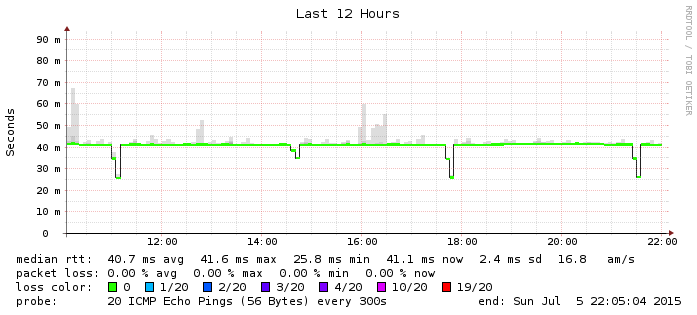 Last 12 Hours
RRDTOOL / TOBI OETIKER
Seconds
90 m
80 m
70 m
60 m
50 m
40 m
30 m
20 m
10 m
0
12:00 14:00 16:00 18:00 20:00 22:00
median rtt: 40.7 ms avg 41.6 ms max 25.8 ms min 41.1 ms now 2.4 ms sd 16.8 am/s
packet loss: 0.00 % avg 0.00 % max 0.00 % min 0.00 % now
loss color: 0 1/20 2/20 3/20 4/20 10/20 19/20
probe: 20 ICMP Echo Pings (56 Bytes) every 300s end: Sun Jul 5 22:05:04 2015